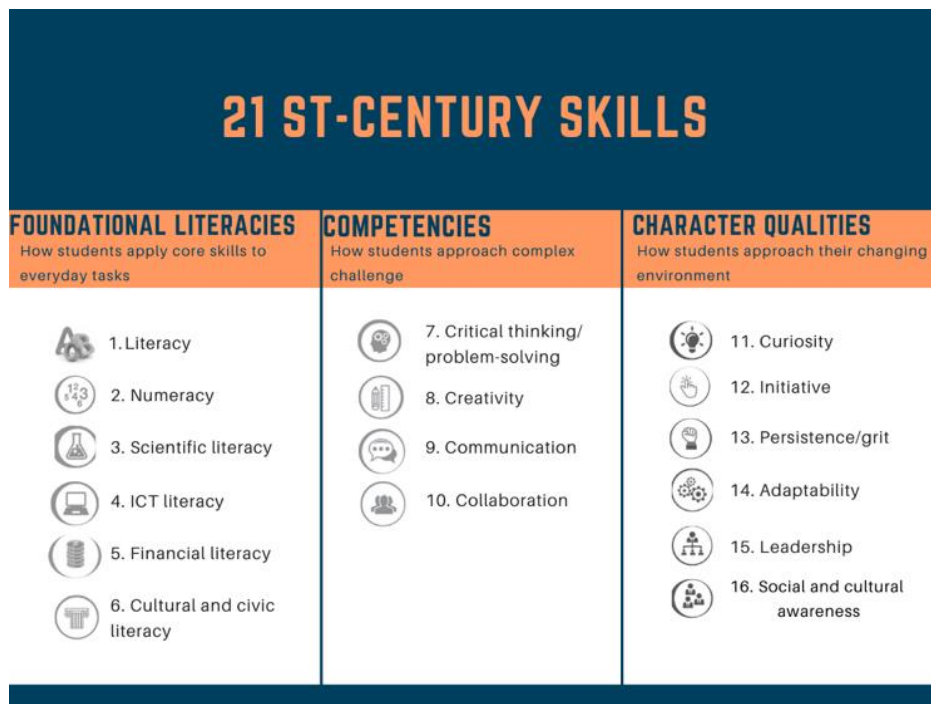 21 ST-CENTURY SKILLS
FOUNDATIONAL LITERACIES
How students apply core skills to
everyday tasks
1. Literacy
2. Numeracy
3. Scientific literacy
4. ICT literacy
5. Financial literacy
6. Cultural and civic
literacy
COMPETENCIES
How students approach complex
challenge
7. Critical thinking/
problem-solving
8. Creativity
9. Communication
10. Collaboration
CHARACTER QUALITIES
How students approach their changing
environment
11. Curiosity
12. Initiative
13. Persistence/grit
14. Adaptability
15. Leadership
16. Social and cultural
awareness